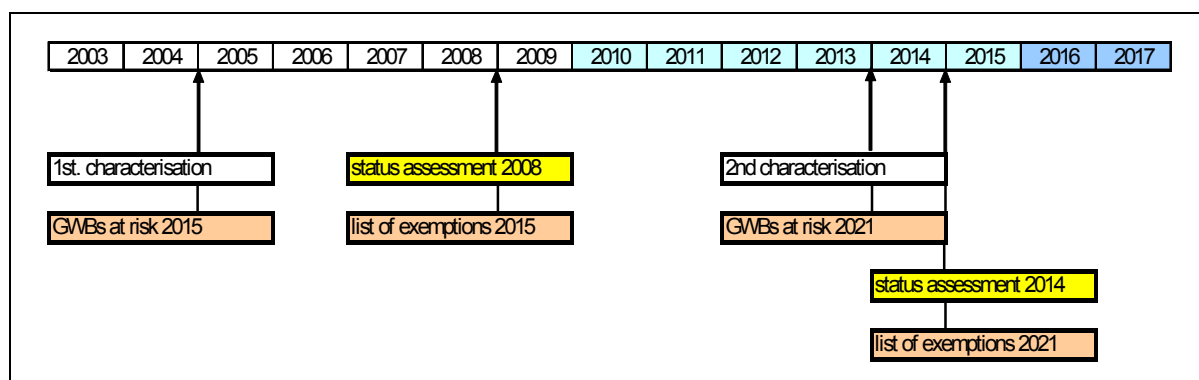 2003 2004 2005 2006 2007 2008 2009 2010 2011 2012 2013 2014 2015 2016 2017
1st. characterisation status assessment 2008 2nd characterisation
GWBs at risk 2015 list of exemptions 2015 GWBs at risk 2021
status assessment 2014
list of exemptions 2021